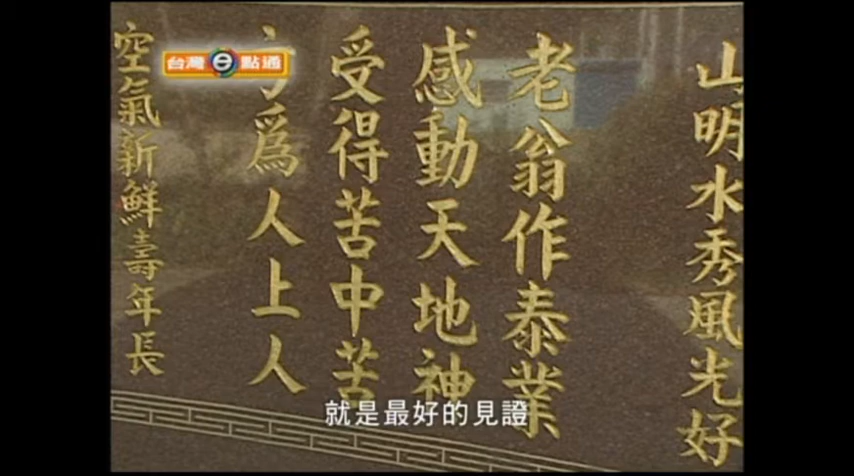 山明水秀風光好
老翁作泰業
感動天地神
受得苦中苦
為人上人
空氣新鮮壽年長
台灣e點通
就是最好的見證